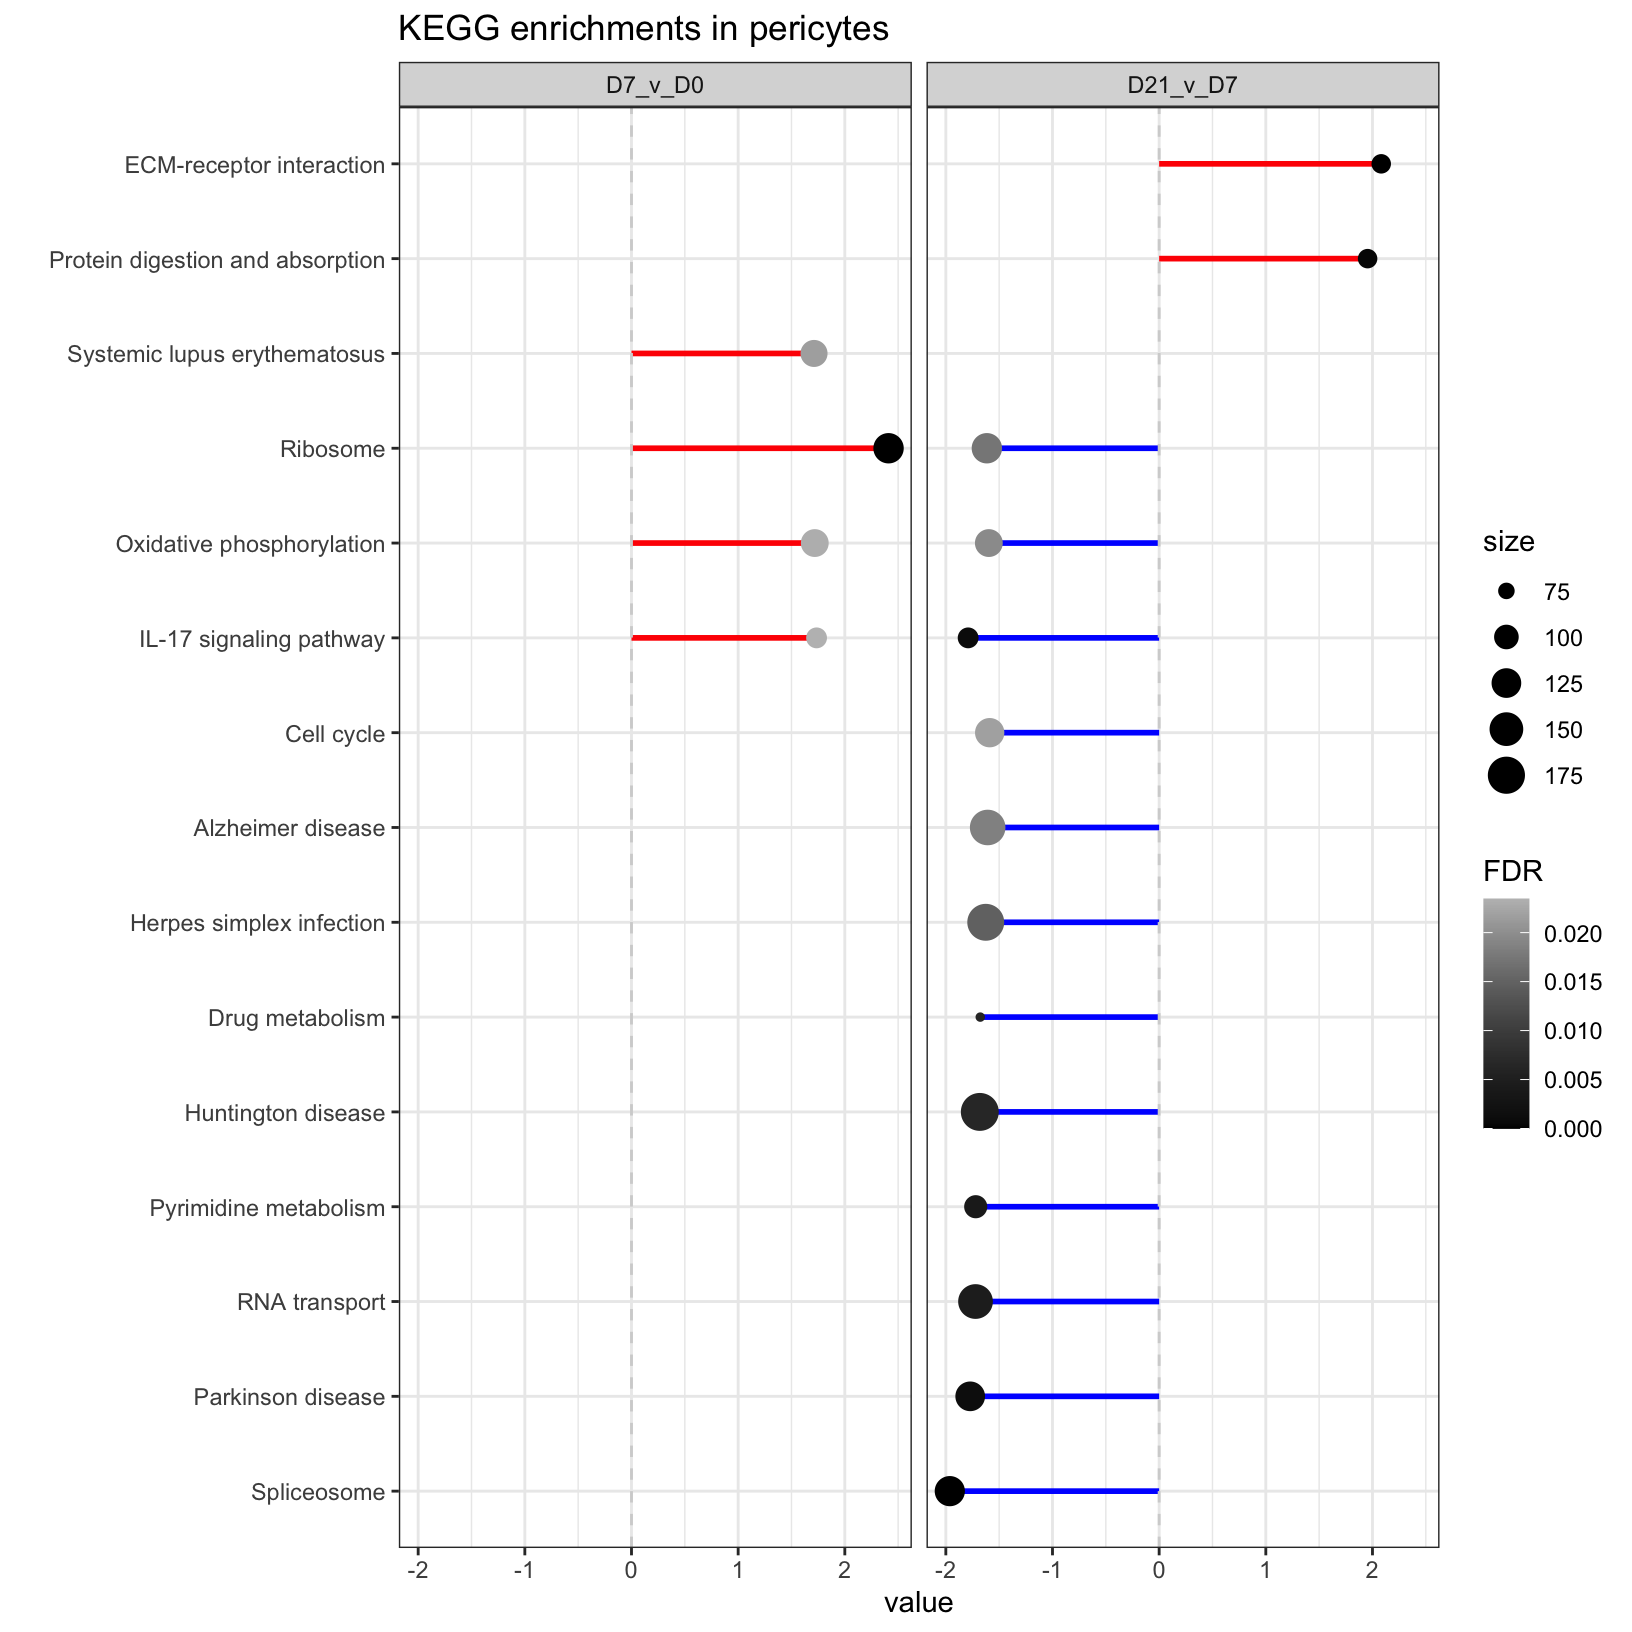 KEGG enrichments in pericytes
D7_v_D0
D21_v_D7
ECM-receptor interaction
Protein digestion and absorption
Systemic lupus erythematosus
Ribosome
Oxidative phosphorylation
IL-17 signaling pathway
Cell cycle
Alzheimer disease
Herpes simplex infection
Drug metabolism
Huntington disease
Pyrimidine metabolism
RNA transport
Parkinson disease
Spliceosome
-2 -1 0 1 2
-2 -1 0 1 2
value
size
75
100
125
150
175
FDR
0.020
0.015
0.010
0.005
0.000